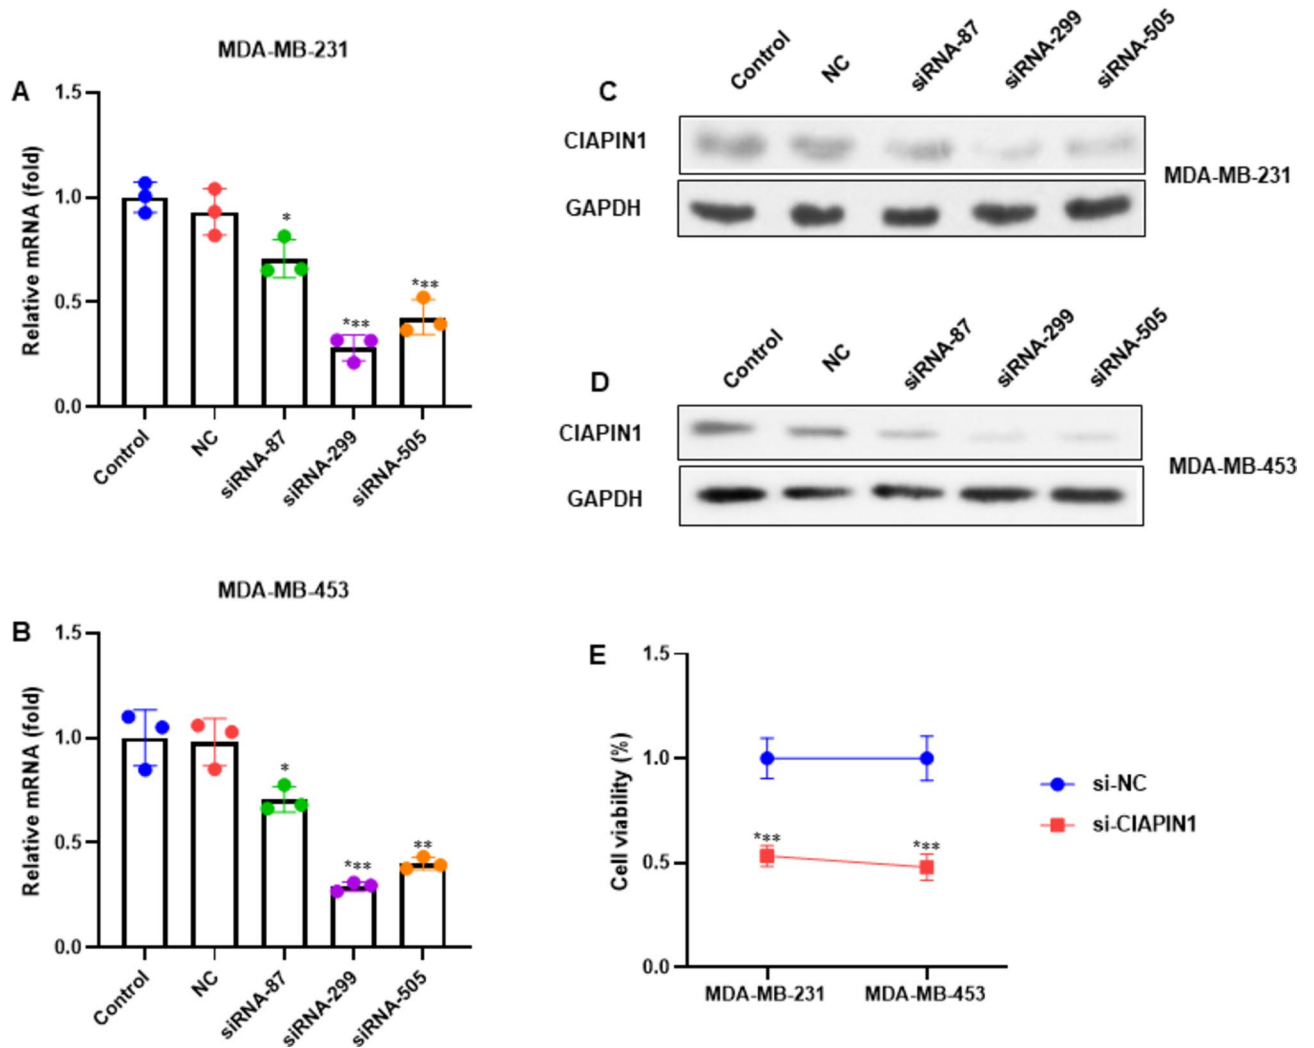 MDA-MB-231
A
1.5
1.0
0.5
0.0
Relative mRNA (fold)
*
***
***
Control
NC
siRNA-87
siRNA-299
siRNA-505
C
Control
NC
siRNA-87
siRNA-299
siRNA-505
CIAPIN1
GAPDH
MDA-MB-231
D
Control
NC
siRNA-87
siRNA-299
siRNA-505
CIAPIN1
GAPDH
MDA-MB-453
MDA-MB-453
B
1.5
1.0
0.5
0.0
Relative mRNA (fold)
*
***
**
Control
NC
siRNA-87
siRNA-299
siRNA-505
E
1.5
1.0
0.5
0.0
Cell viability (%)
***
***
MDA-MB-231
MDA-MB-453
si-NC
si-CIAPIN1